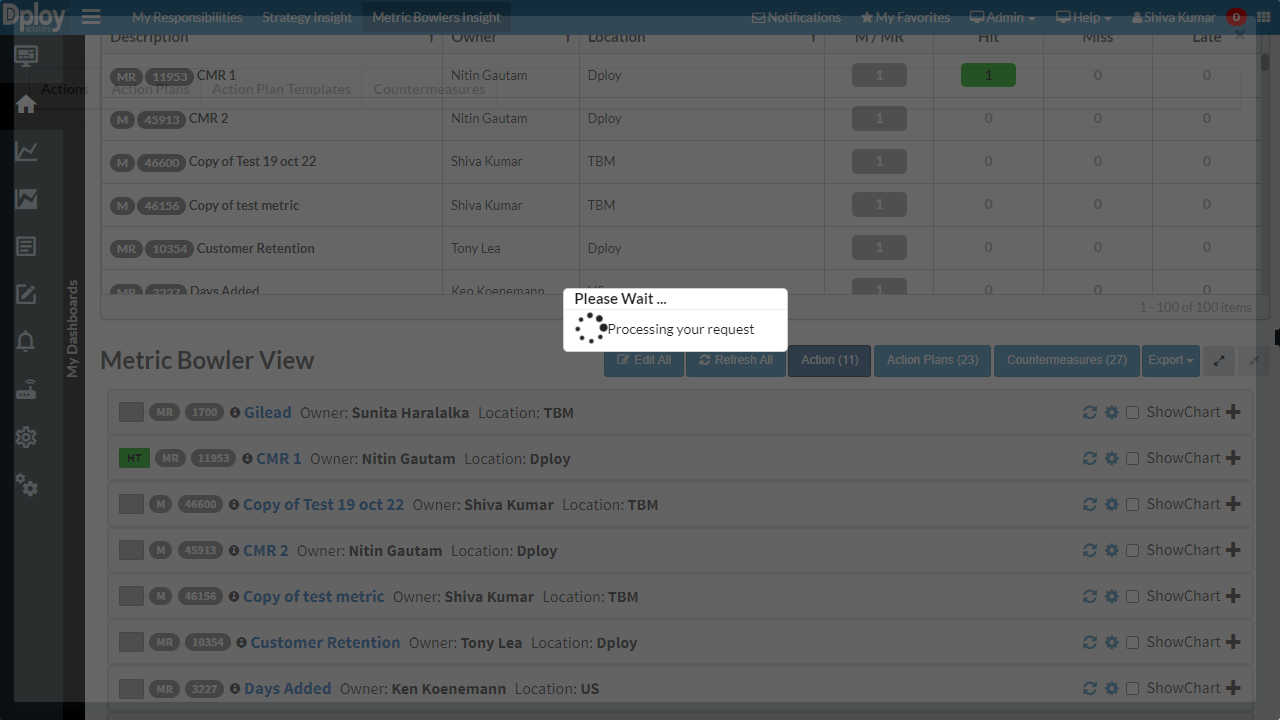 Dploy
SOLUTIONS
My Responsibilities Strategy Insight Metric Bowlers Insight Notifications My Favorites Admin Help Shiva Kumar 0
Description Owner Location M / MR Hit Miss Late
MR 11953 CMR 1 Nitin Gautam Dploy 1 1 0 0
Actions Action Plans Action Plan Templates Countermeasures
M 45913 CMR 2 Nitin Gautam Dploy 1 0 0 0
M 46600 Copy of Test 19 oct 22 Shiva Kumar TBM 1 0 0 0
M 46156 Copy of test metric Shiva Kumar TBM 1 0 0 0
MR 10354 Customer Retention Tony Lea Dploy 1 0 0 0
MR 3227 Days Added Ken Koenemann 1 0 0 0
My Dashboards
Please Wait ...
Processing your request
1 - 100 of 100 items
Metric Bowler View Edit All Refresh All Action (11) Action Plans (23) Countermeasures (27) Export
MR 1700 Gilead Owner: Sunita Haralalka Location: TBM ShowChart
HT MR 11953 CMR 1 Owner: Nitin Gautam Location: Dploy ShowChart
M 46600 Copy of Test 19 oct 22 Owner: Shiva Kumar Location: TBM ShowChart
M 45913 CMR 2 Owner: Nitin Gautam Location: Dploy ShowChart
M 46156 Copy of test metric Owner: Shiva Kumar Location: TBM ShowChart
MR 10354 Customer Retention Owner: Tony Lea Location: Dploy ShowChart
MR 3227 Days Added Owner: Ken Koenemann Location: US ShowChart